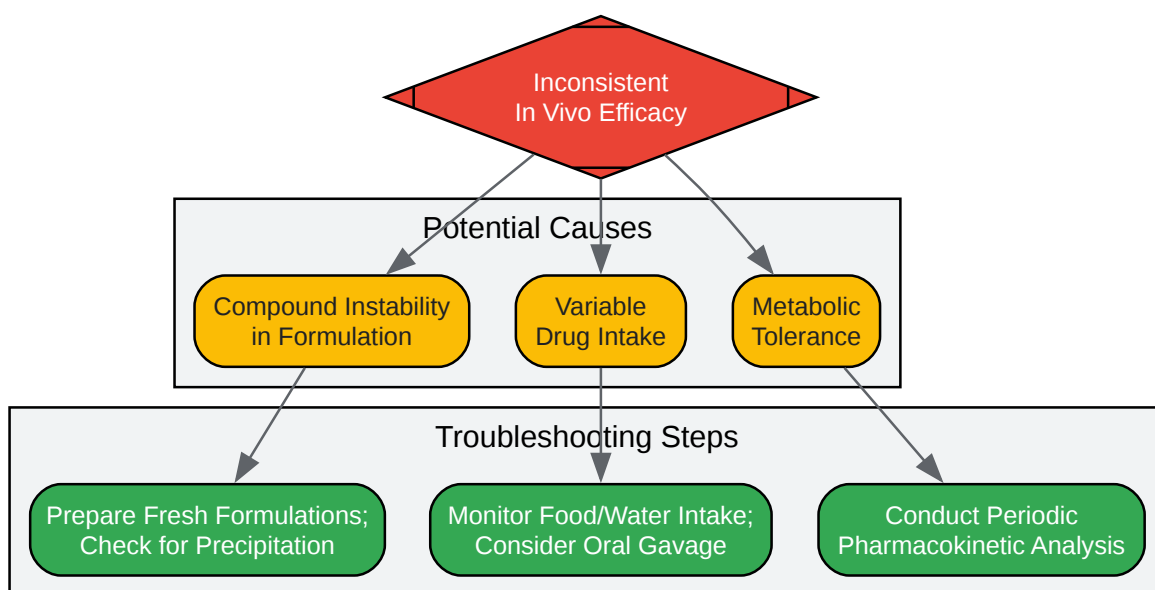 Inconsistent
In Vivo Efficacy
Potential Causes
Compound Instability
in Formulation
Variable
Drug Intake
Metabolic
Tolerance
Troubleshooting Steps
Prepare Fresh Formulations;
Check for Precipitation
Monitor Food/Water Intake;
Consider Oral Gavage
Conduct Periodic
Pharmacokinetic Analysis